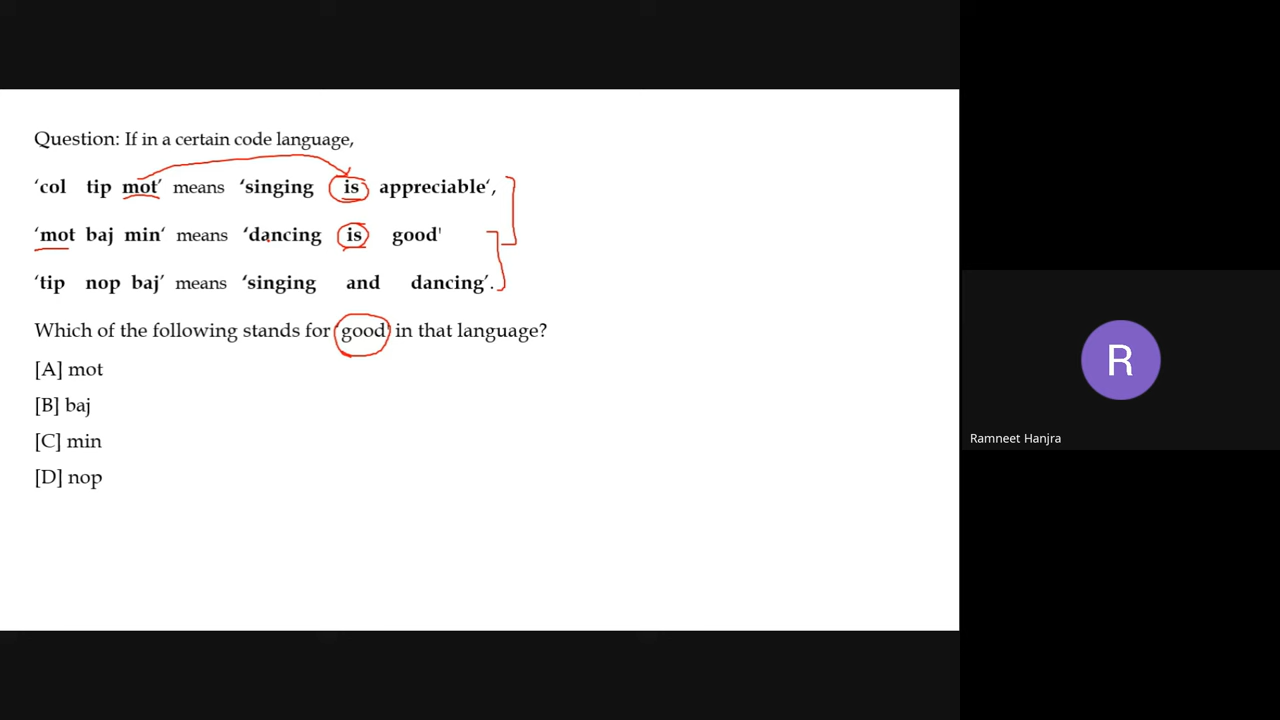 Question: If in a certain code language,
‘col tip mot’ means ‘singing is appreciable‘,
‘mot baj min‘ means ‘dancing is good'
‘tip nop baj’ means ‘singing and dancing’.
Which of the following stands for ‘good’ in that language?
[A] mot
[B] baj
[C] min
[D] nop
R
Ramneet Hanjra